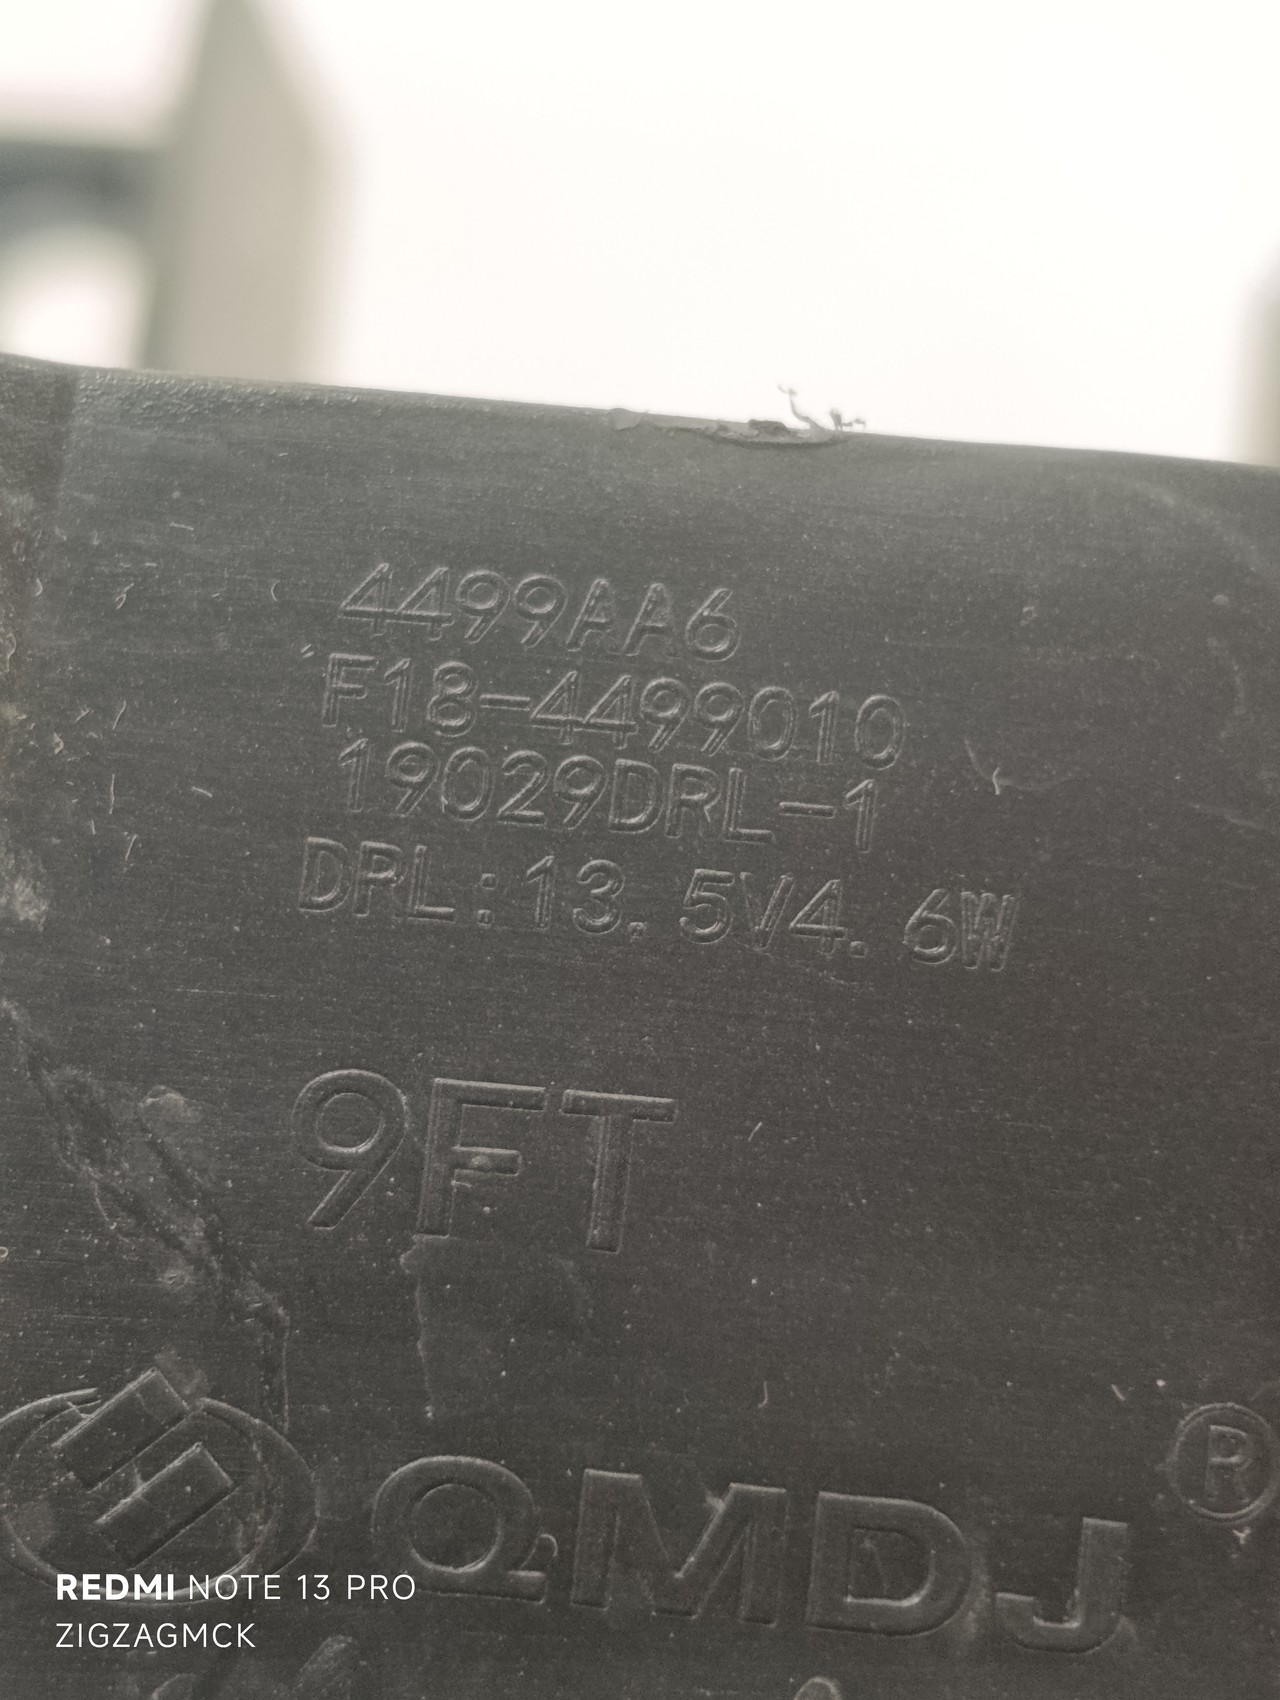 4499AA6
F18-4499010
19029DRL-1
DRL:13.5V4.6W
9FT
QMDJ®
REDMI NOTE 13 PRO
ZIGZAGMCK